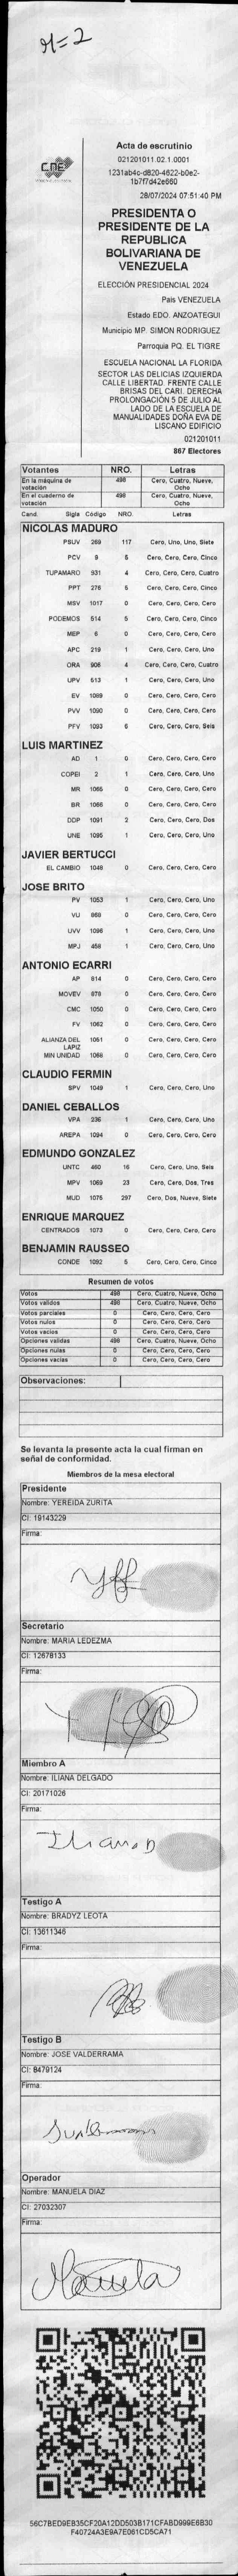 M=2
CNE
Acta de escrutinio
021201011.02.1.0001
1231ab4c-d820-4622-b0e2-
1b7f7d42e660
28/07/2024 07:51:40 PM
PRESIDENTA O
PRESIDENTE DE LA
REPUBLICA
BOLIVARIANA DE
VENEZUELA
ELECCIÓN PRESIDENCIAL 2024
Pais VENEZUELA
Estado EDO. ANZOATEGUI
Municipio MP. SIMON RODRIGUEZ
Parroquia PQ. EL TIGRE
ESCUELA NACIONAL LA FLORIDA
SECTOR LAS DELICIAS IZQUIERDA
CALLE LIBERTAD. FRENTE CALLE
BRISAS DEL CARI. DERECHA
PROLONGACIÓN 5 DE JULIO AL
LADO DE LA ESCUELA DE
MANUALIDADES DOÑA EVA DE
LISCANO EDIFICIO
021201011
867 Electores
Votantes NRO. Letras
En la máquina de votación 498 Cero, Cuatro, Nueve, Ocho
En el cuaderno de votación 498 Cero, Cuatro, Nueve, Ocho
Cand. Sigla Código NRO. Letras
NICOLAS MADURO
PSUV 269 117 Cero, Uno, Uno, Siete
PCV 9 5 Cero, Cero, Cero, Cinco
TUPAMARO 931 4 Cero, Cero, Cero, Cuatro
PPT 276 5 Cero, Cero, Cero, Cinco
MSV 1017 0 Cero, Cero, Cero, Cero
PODEMOS 514 5 Cero, Cero, Cero, Cinco
MEP 6 0 Cero, Cero, Cero, Cero
APC 219 1 Cero, Cero, Cero, Uno
ORA 906 4 Cero, Cero, Cero, Cuatro
UPV 513 1 Cero, Cero, Cero, Uno
EV 1089 0 Cero, Cero, Cero, Cero
PVV 1090 0 Cero, Cero, Cero, Cero
PFV 1093 6 Cero, Cero, Cero, Seis
LUIS MARTINEZ
AD 1 0 Cero, Cero, Cero, Cero
COPEI 2 1 Cero, Cero, Cero, Uno
MR 1065 0 Cero, Cero, Cero, Cero
BR 1086 0 Cero, Cero, Cero, Cero
DDP 1091 2 Cero, Cero, Cero, Dos
UNE 1095 1 Cero, Cero, Cero, Uno
JAVIER BERTUCCI
EL CAMBIO 1048 0 Cero, Cero, Cero, Cero
JOSE BRITO
PV 1053 1 Cero, Cero, Cero, Uno
VU 868 0 Cero, Cero, Cero, Cero
UVV 1096 1 Cero, Cero, Cero, Uno
MPJ 458 1 Cero, Cero, Cero, Uno
ANTONIO ECARRI
AP 814 0 Cero, Cero, Cero, Cero
MOVEV 978 0 Cero, Cero, Cero, Cero
CMC 1050 0 Cero, Cero, Cero, Cero
FV 1062 0 Cero, Cero, Cero, Cero
ALIANZA DEL LAPIZ 1051 0 Cero, Cero, Cero, Cero
MIN UNIDAD 1068 0 Cero, Cero, Cero, Cero
CLAUDIO FERMIN
SPV 1049 1 Cero, Cero, Cero, Uno
DANIEL CEBALLOS
VPA 236 1 Cero, Cero, Cero, Uno
AREPA 1094 0 Cero, Cero, Cero, Cero
EDMUNDO GONZALEZ
UNTC 460 16 Cero, Cero, Uno, Seis
MPV 1069 23 Cero, Cero, Dos, Tres
MUD 1075 297 Cero, Dos, Nueve, Siete
ENRIQUE MARQUEZ
CENTRADOS 1073 0 Cero, Cero, Cero, Cero
BENJAMIN RAUSSEO
CONDE 1092 5 Cero, Cero, Cero, Cinco
Resumen de votos
Votos 498 Cero, Cuatro, Nueve, Ocho
Votos validos 498 Cero, Cuatro, Nueve, Ocho
Votos parciales 0 Cero, Cero, Cero, Cero
Votos nulos 0 Cero, Cero, Cero, Cero
Votos vacios 0 Cero, Cero, Cero, Cero
Opciones validas 498 Cero, Cuatro, Nueve, Ocho
Opciones nulas 0 Cero, Cero, Cero, Cero
Opciones vacias 0 Cero, Cero, Cero, Cero
Observaciones:
Se levanta la presente acta la cual firman en
señal de conformidad.
Miembros de la mesa electoral
Presidente
Nombre: YEREIDA ZURITA
CI: 19143229
Firma:
Secretario
Nombre: MARIA LEDEZMA
CI: 12678133
Firma:
Miembro A
Nombre: ILIANA DELGADO
CI: 20171026
Firma:
Iliana D
Testigo A
Nombre: BRADYZ LEOTA
CI: 13611346
Firma:
Testigo B
Nombre: JOSE VALDERRAMA
CI: 8479124
Firma:
Operador
Nombre: MANUELA DIAZ
CI: 27032307
Firma:
Manuela
56C7BED9EB35CF20A12DD503B171CFABD999E6B30
F40724A3E9A7E061CD5CA71